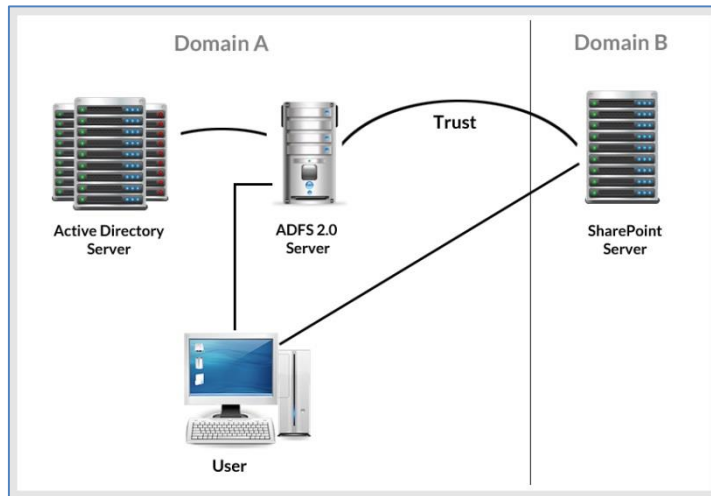 Domain A
Domain B
Trust
Active Directory
Server
ADFS 2.0
Server
SharePoint
Server
User